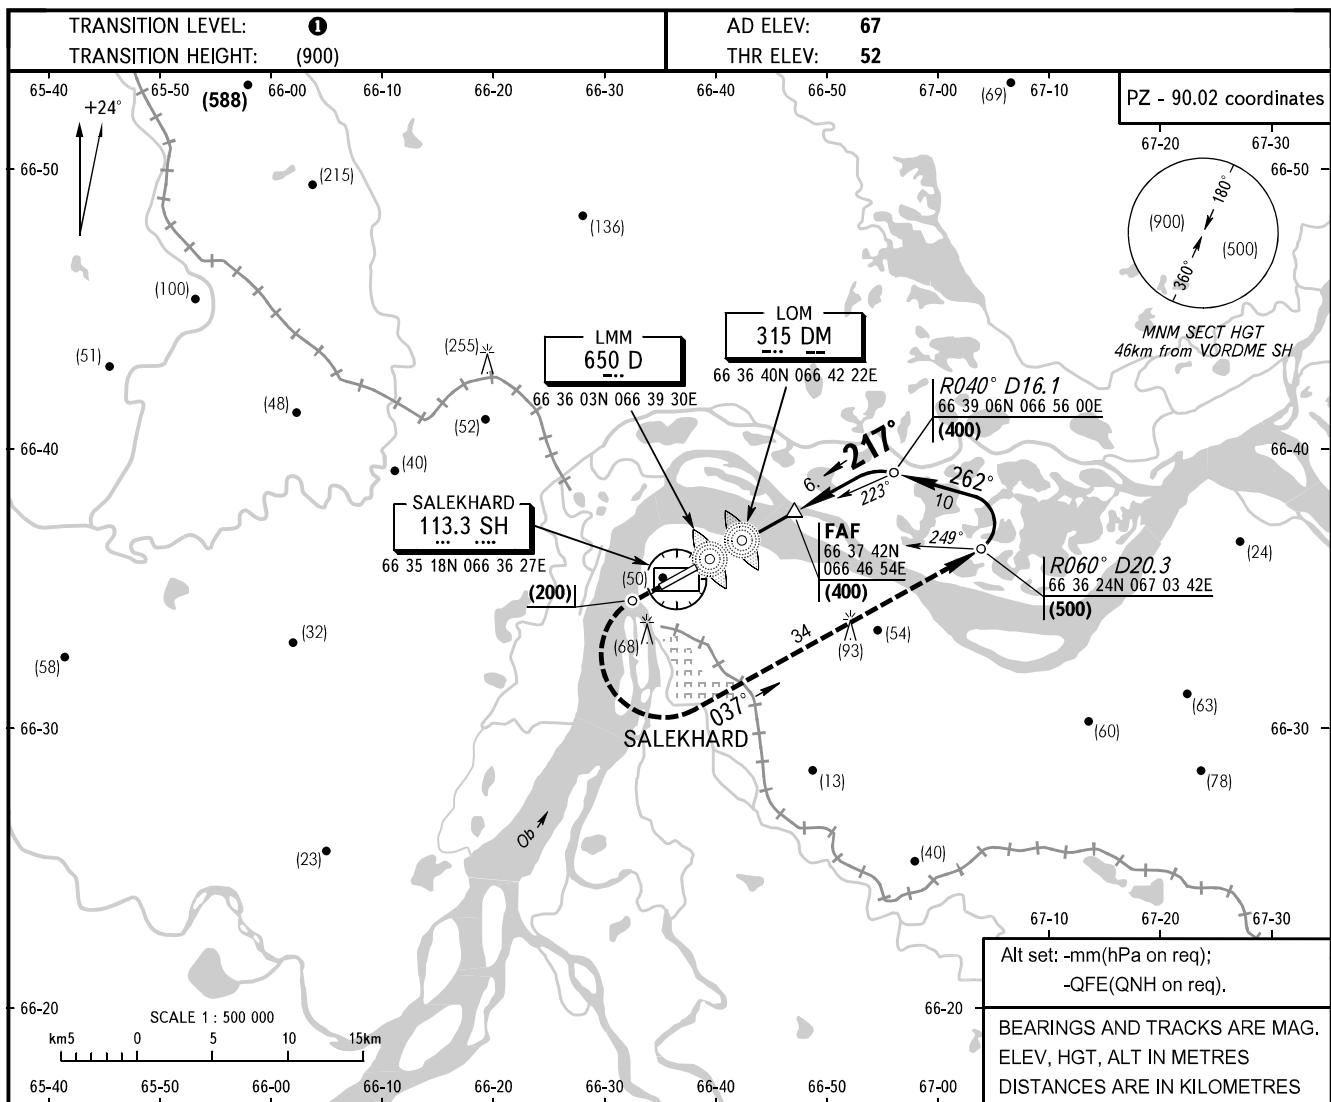 TRANSITION LEVEL: 1
TRANSITION HEIGHT: (900)
AD ELEV: 67
THR ELEV: 52
65-40 65-50 66-00 66-10 66-20 66-30 66-40 66-50 67-00 67-10
PZ - 90.02 coordinates
67-20 67-30
+24°
(588)
(69)
66-50 66-50
(215)
(136)
180°
(900)
(500)
360°
MNM SECT HGT
46km from VORDME SH
(100)
(51)
(255)
(48)
(52)
(40)
LMM
650 D
66 36 03N 066 39 30E
LOM
315 DM
66 36 40N 066 42 22E
R040° D16.1
66 39 06N 066 56 00E
(400)
66-40 66-40
217°
6.
223°
262°
10
249°
SALEKHARD
113.3 SH
66 35 18N 066 36 27E
FAF
66 37 42N
066 46 54E
(400)
R060° D20.3
66 36 24N 067 03 42E
(500)
(24)
(50)
(200)
(68)
(32)
(58)
34
(93)
(54)
037°
SALEKHARD
66-30 66-30
(63)
(60)
(78)
(13)
Ob
(23)
(40)
67-10 67-20 67-30
Alt set: -mm(hPa on req);
-QFE(QNH on req).
66-20 66-20
SCALE 1 : 500 000
km5 0 5 10 15km
BEARINGS AND TRACKS ARE MAG.
ELEV, HGT, ALT IN METRES
DISTANCES ARE IN KILOMETRES
65-40 65-50 66-00 66-10 66-20 66-30 66-40 66-50 67-00